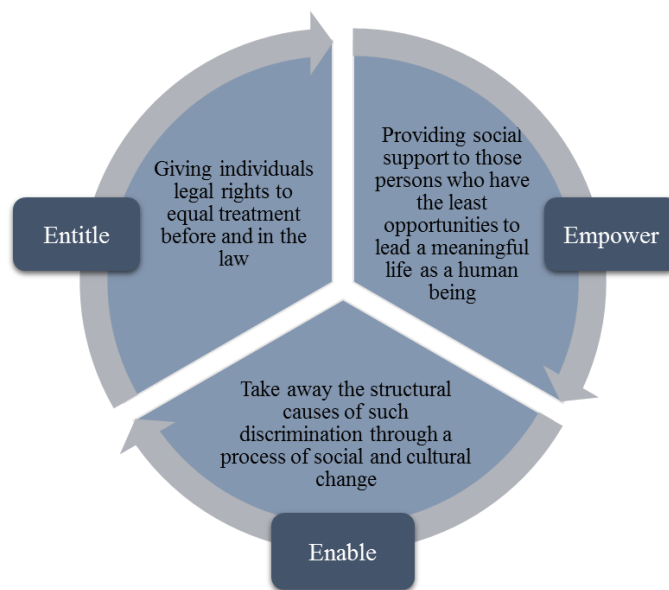 Giving individuals
legal rights to
equal treatment
before and in the
law
Entitle
Providing social
support to those
persons who have
the least
opportunities to
lead a meaningful
life as a human
being
Empower
Take away the structural
causes of such
discrimination through a
process of social and cultural
change
Enable